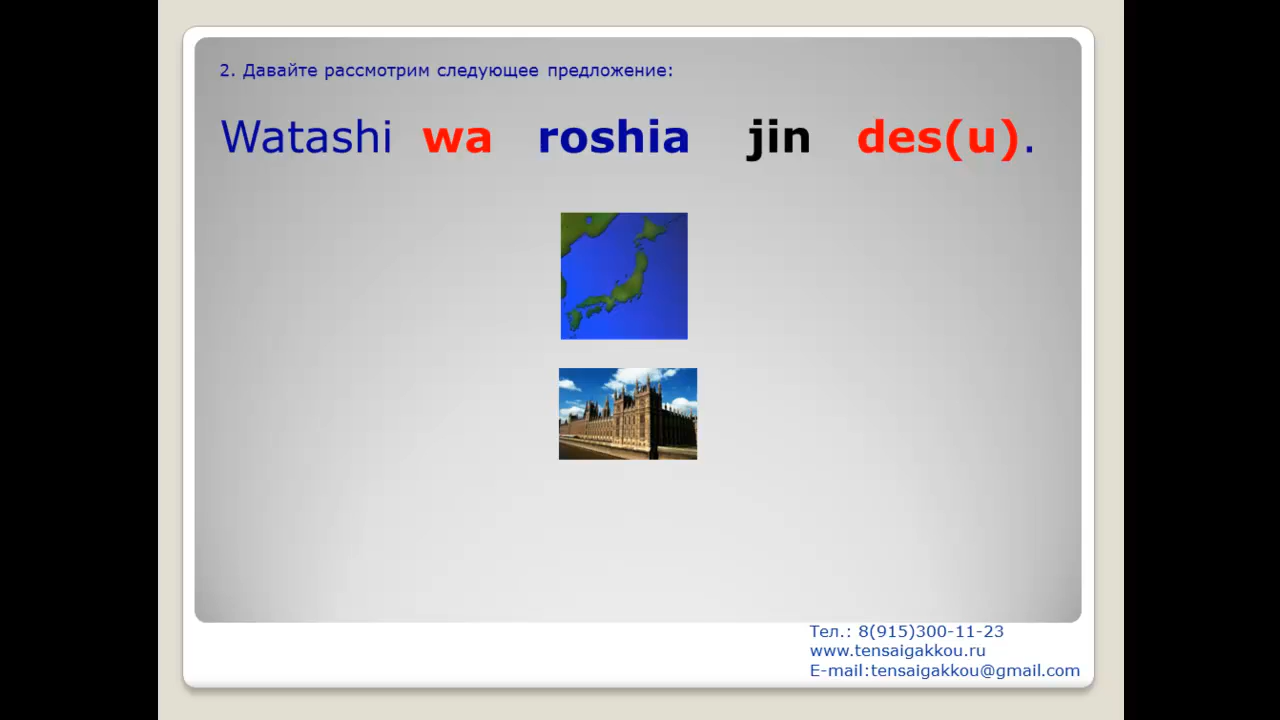 2. Давайте рассмотрим следующее предложение:
Watashi wa roshia jin des(u).
Тел.: 8(915)300-11-23
www.tensaigakkou.ru
E-mail:tensaigakkou@gmail.com